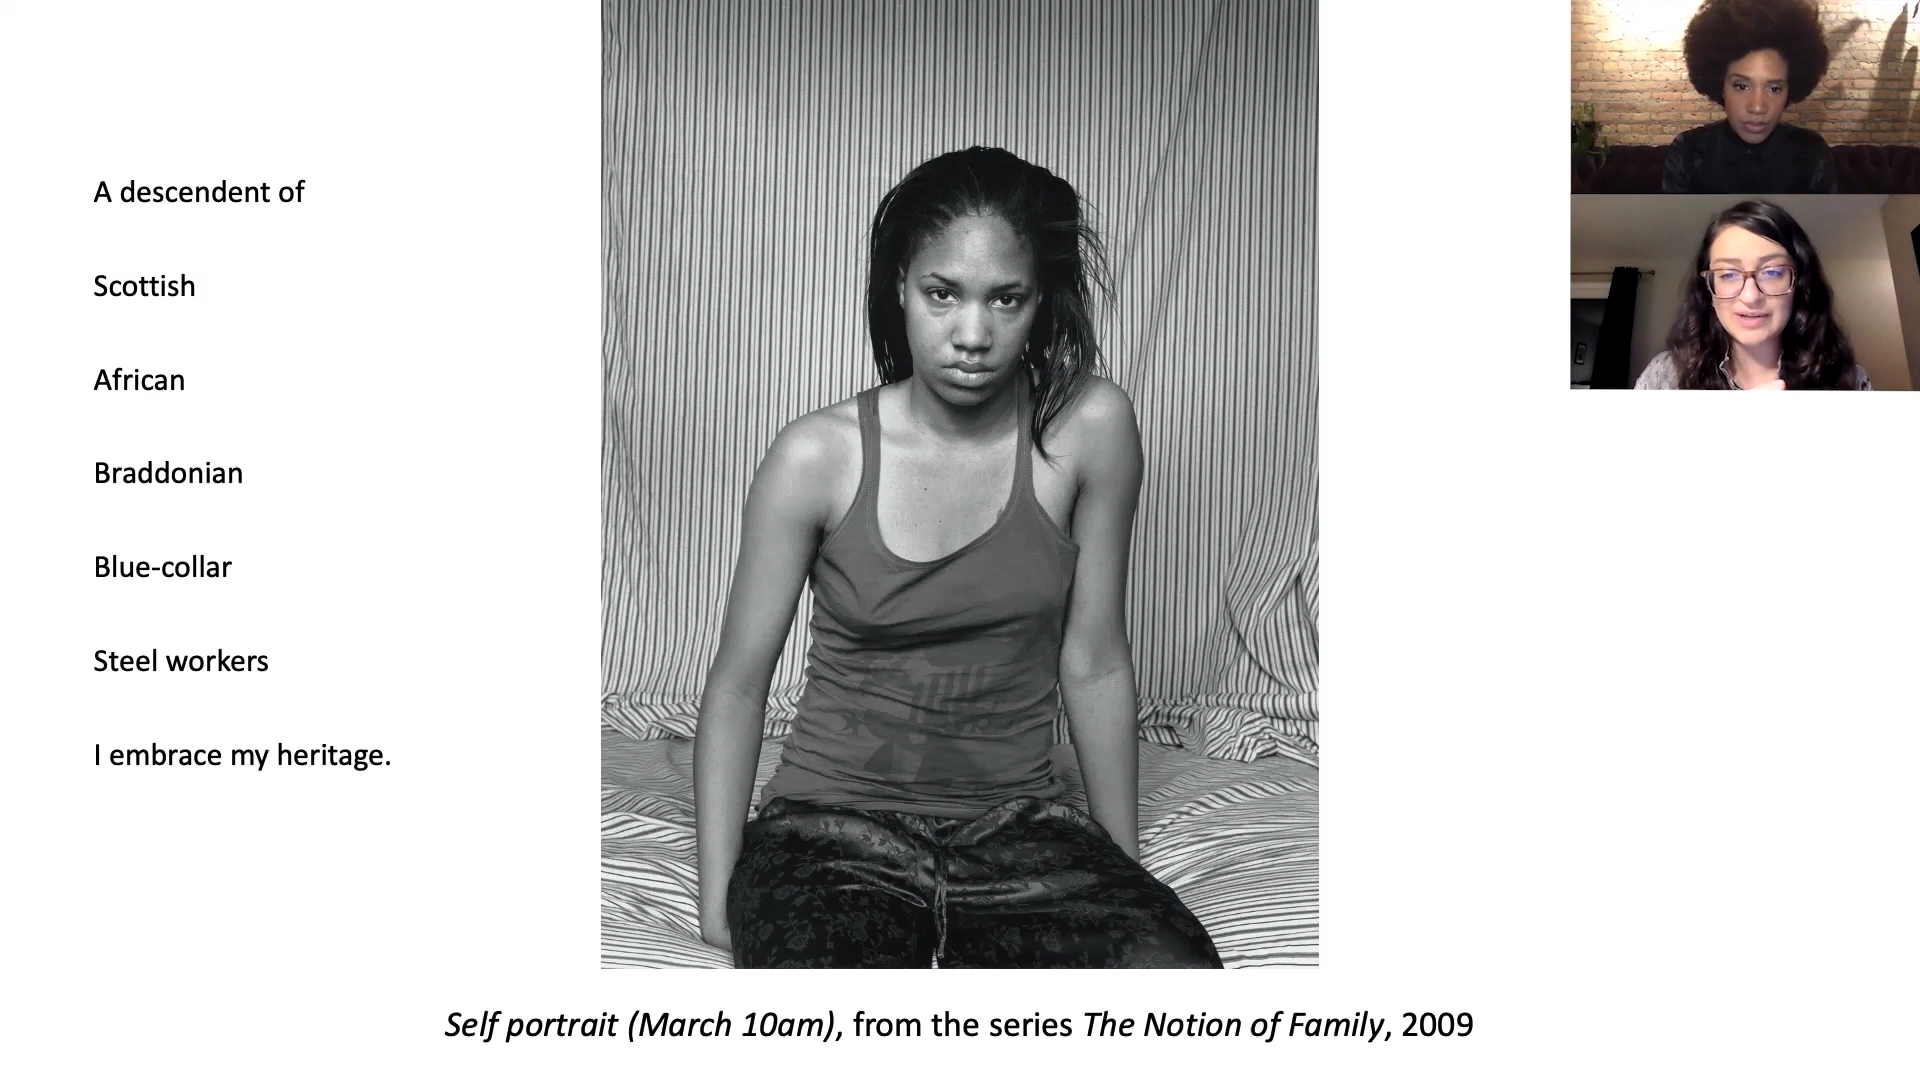 A descendent of
Scottish
African
Braddonian
Blue-collar
Steel workers
I embrace my heritage.
Self portrait (March 10am), from the series The Notion of Family, 2009